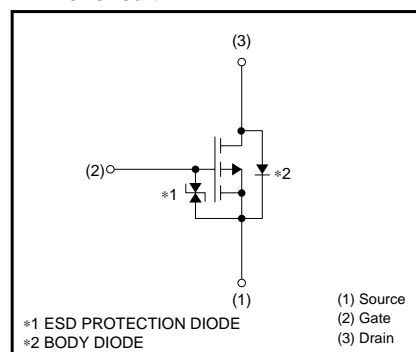 (3)
(2)
∗1
∗2
(1)
∗1 ESD PROTECTION DIODE
∗2 BODY DIODE
(1) Source
(2) Gate
(3) Drain